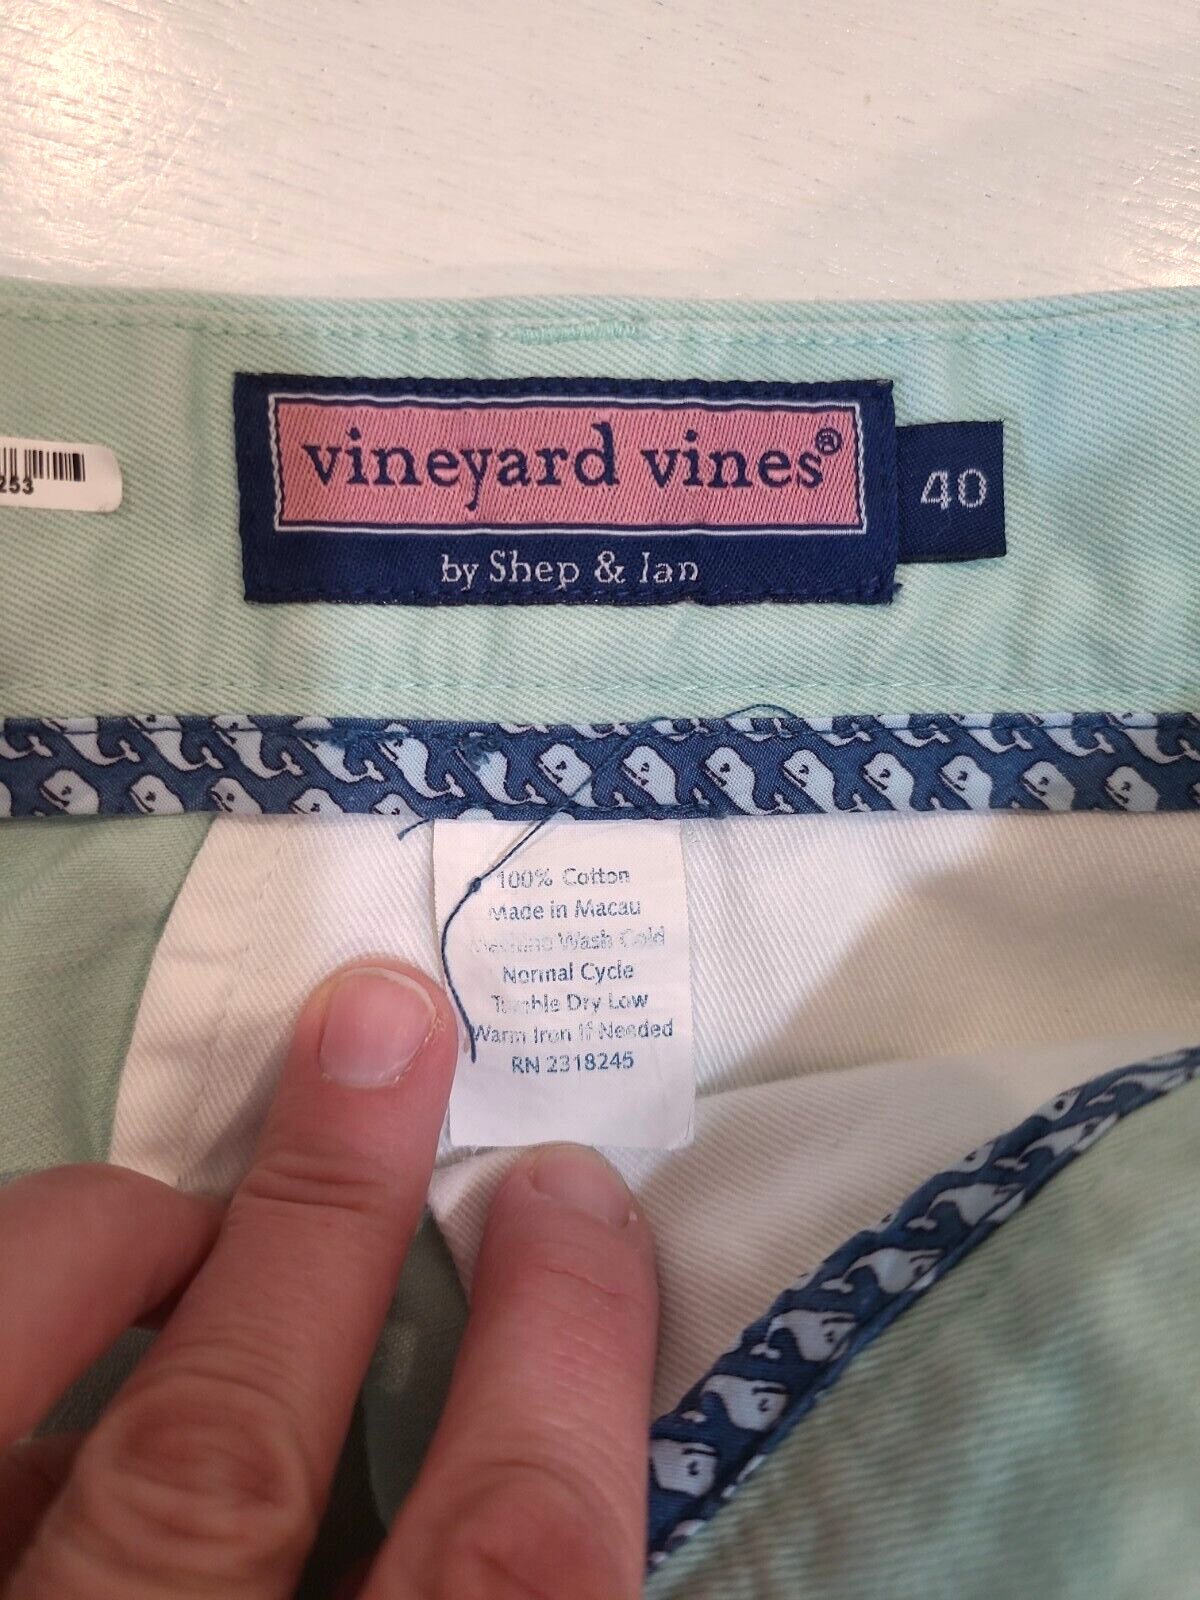 vineyard vines®
by Shep & Ian
40
253
100% Cotton
Made in Macau
Machine Wash Cold
Normal Cycle
Tumble Dry Low
Warm Iron If Needed
RN 2318245